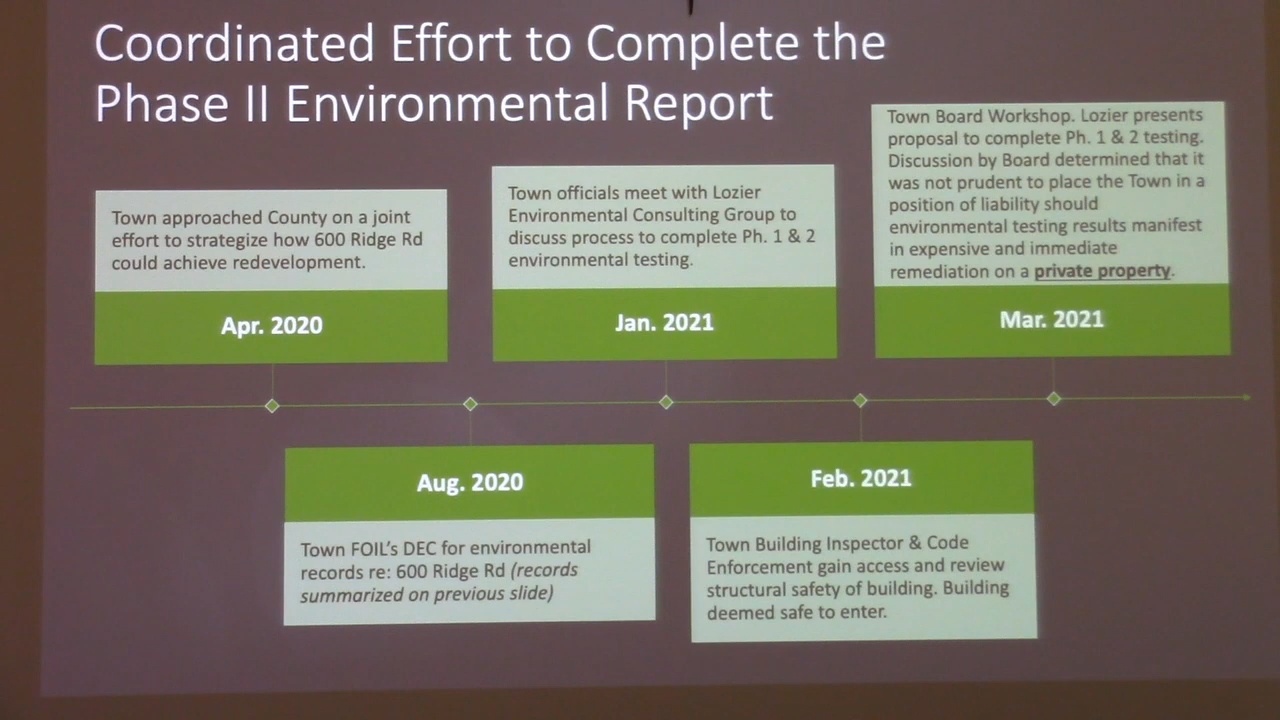 Coordinated Effort to Complete the
Phase II Environmental Report
Town approached County on a joint
effort to strategize how 600 Ridge Rd
could achieve redevelopment.
Apr. 2020
Aug. 2020
Town FOIL's DEC for environmental
records re: 600 Ridge Rd (records
summarized on previous slide)
Town officials meet with Lozier
Environmental Consulting Group to
discuss process to complete Ph. 1 & 2
environmental testing.
Jan. 2021
Feb. 2021
Town Building Inspector & Code
Enforcement gain access and review
structural safety of building. Building
deemed safe to enter.
Town Board Workshop. Lozier presents
proposal to complete Ph. 1 & 2 testing.
Discussion by Board determined that it
was not prudent to place the Town in a
position of liability should
environmental testing results manifest
in expensive and immediate
remediation on a private property.
Mar. 2021